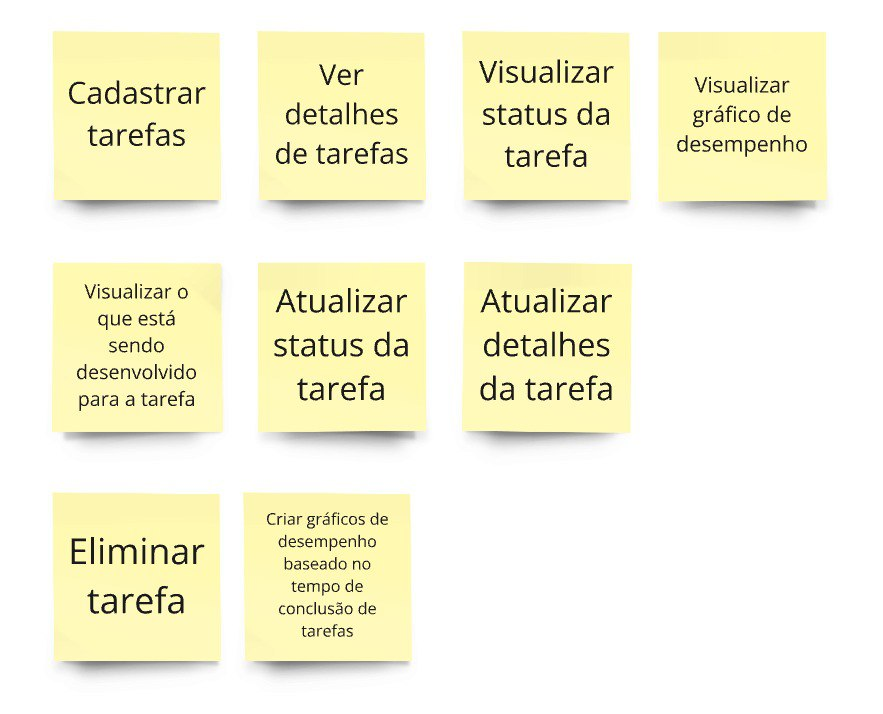 Cadastrar
tarefas
Ver
detalhes
de tarefas
Visualizar
status da
tarefa
Visualizar
gráfico de
desempenho
Visualizar o
que está
sendo
desenvolvido
para a tarefa
Atualizar
status da
tarefa
Atualizar
detalhes
da tarefa
Eliminar
tarefa
Criar gráficos de
desempenho
baseado no
tempo de
conclusão de
tarefas